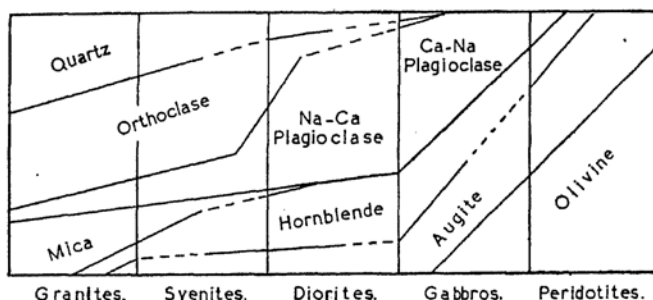 Quartz
Orthoclase
Na-Ca
Plagioclase
Ca-Na
Plagioclase
Mica
Hornblende
Augite
Olivine
Granites. Syenites. Diorites. Gabbros. Peridotites.